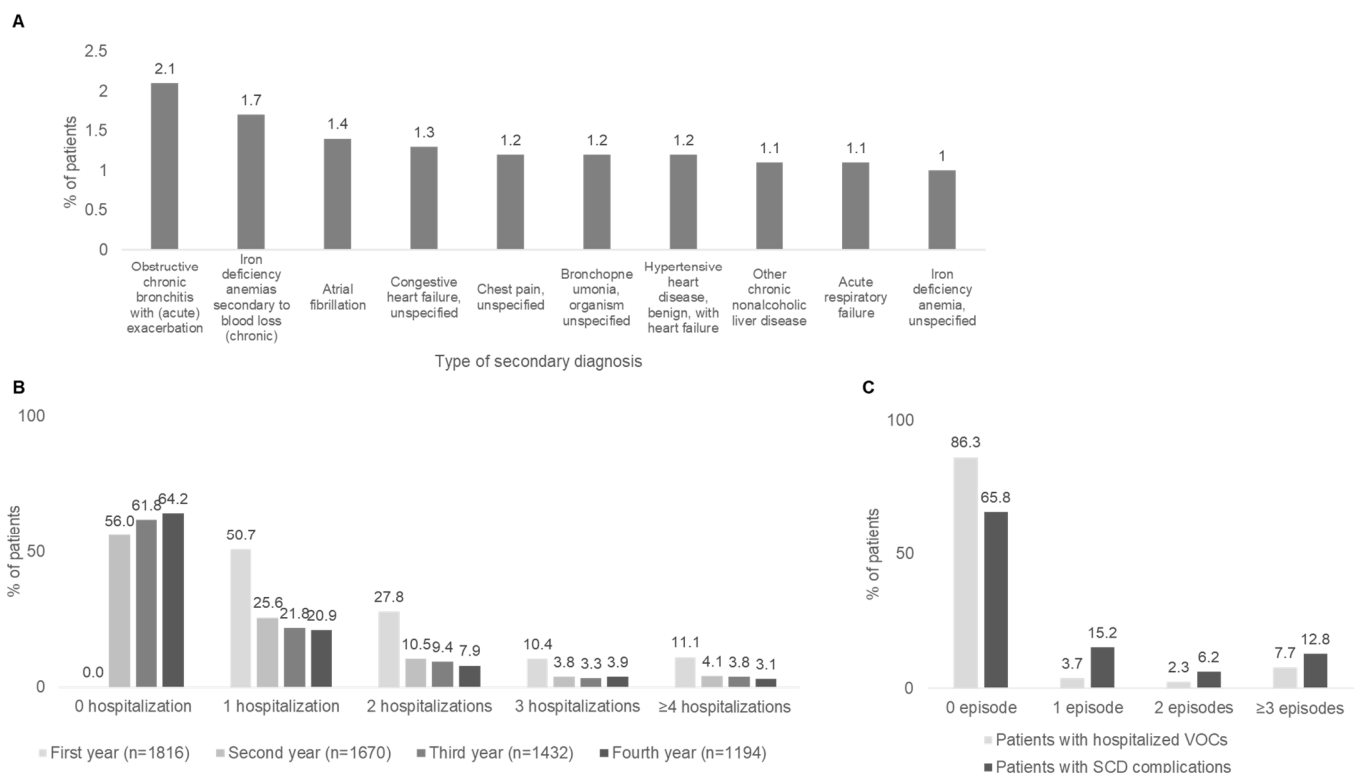 A
2.5
2
1.5
1
0.5
0
% of patients
2.1
1.7
1.4
1.3
1.2
1.2
1.2
1.1
1.1
1
Obstructive
chronic
bronchitis
with (acute)
exacerbation
Iron
deficiency
anemias
secondary to
blood loss
(chronic)
Atrial
fibrillation
Congestive
heart failure,
unspecified
Chest pain,
unspecified
Bronchopne
umonia,
organism
unspecified
Hypertensive
heart
disease,
benign, with
heart failure
Other
chronic
nonalcoholic
liver disease
Acute
respiratory
failure
Iron
deficiency
anemia,
unspecified
Type of secondary diagnosis
B
100
50
0
% of patients
0.0
56.0
61.8
64.2
50.7
25.6
21.8
20.9
27.8
10.5
9.4
7.9
10.4
3.8
3.3
3.9
11.1
4.1
3.8
3.1
0 hospitalization
1 hospitalization
2 hospitalizations
3 hospitalizations
≥4 hospitalizations
First year (n=1816)
Second year (n=1670)
Third year (n=1432)
Fourth year (n=1194)
C
100
50
0
% of patients
86.3
65.8
3.7
15.2
2.3
6.2
7.7
12.8
0 episode
1 episode
2 episodes
≥3 episodes
Patients with hospitalized VOCs
Patients with SCD complications